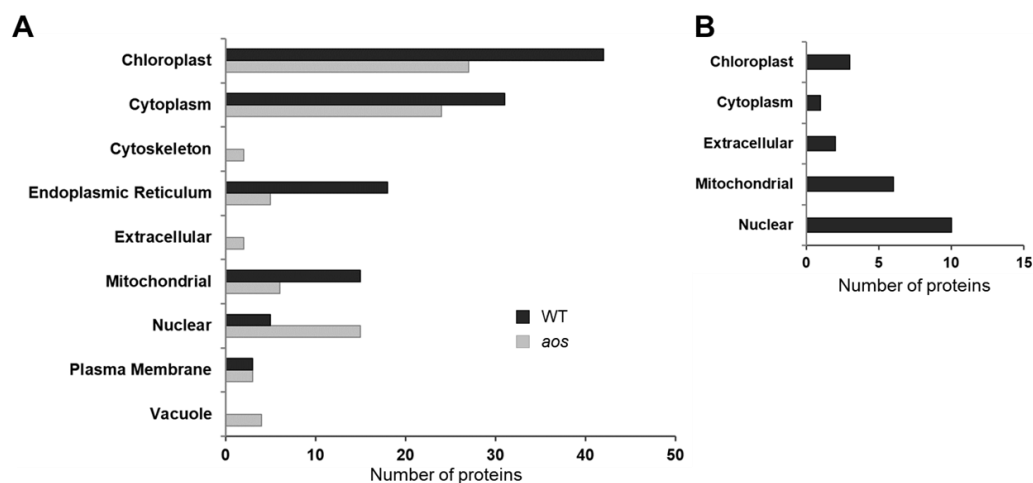 A
Chloroplast
Cytoplasm
Cytoskeleton
Endoplasmic Reticulum
Extracellular
Mitochondrial
Nuclear
Plasma Membrane
Vacuole
0 10 20 30 40 50
Number of proteins
WT
aos
B
Chloroplast
Cytoplasm
Extracellular
Mitochondrial
Nuclear
0 5 10 15
Number of proteins